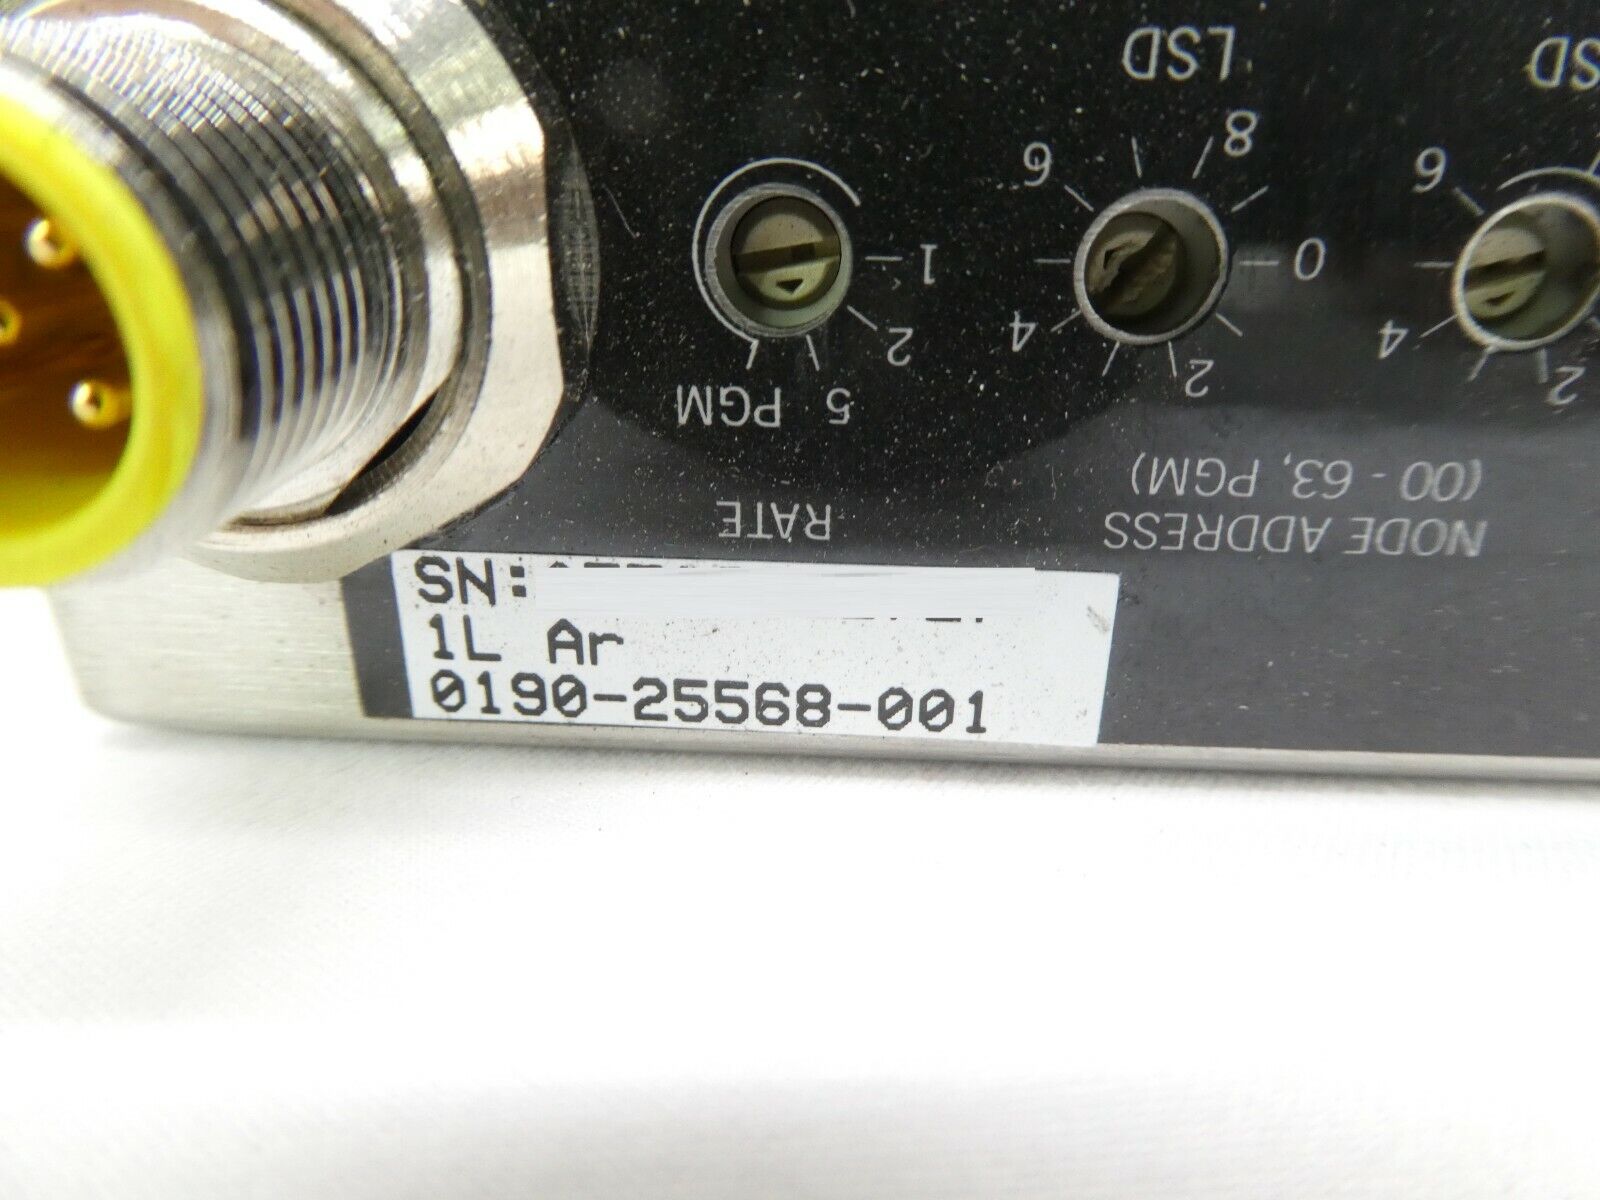 LSD
SD
8
6
0
4
2
6
4
2
1
2
5 PGM
RATE
NODE ADDRESS
(00 - 63, PGM)
SN:
1L Ar
0190-25568-001